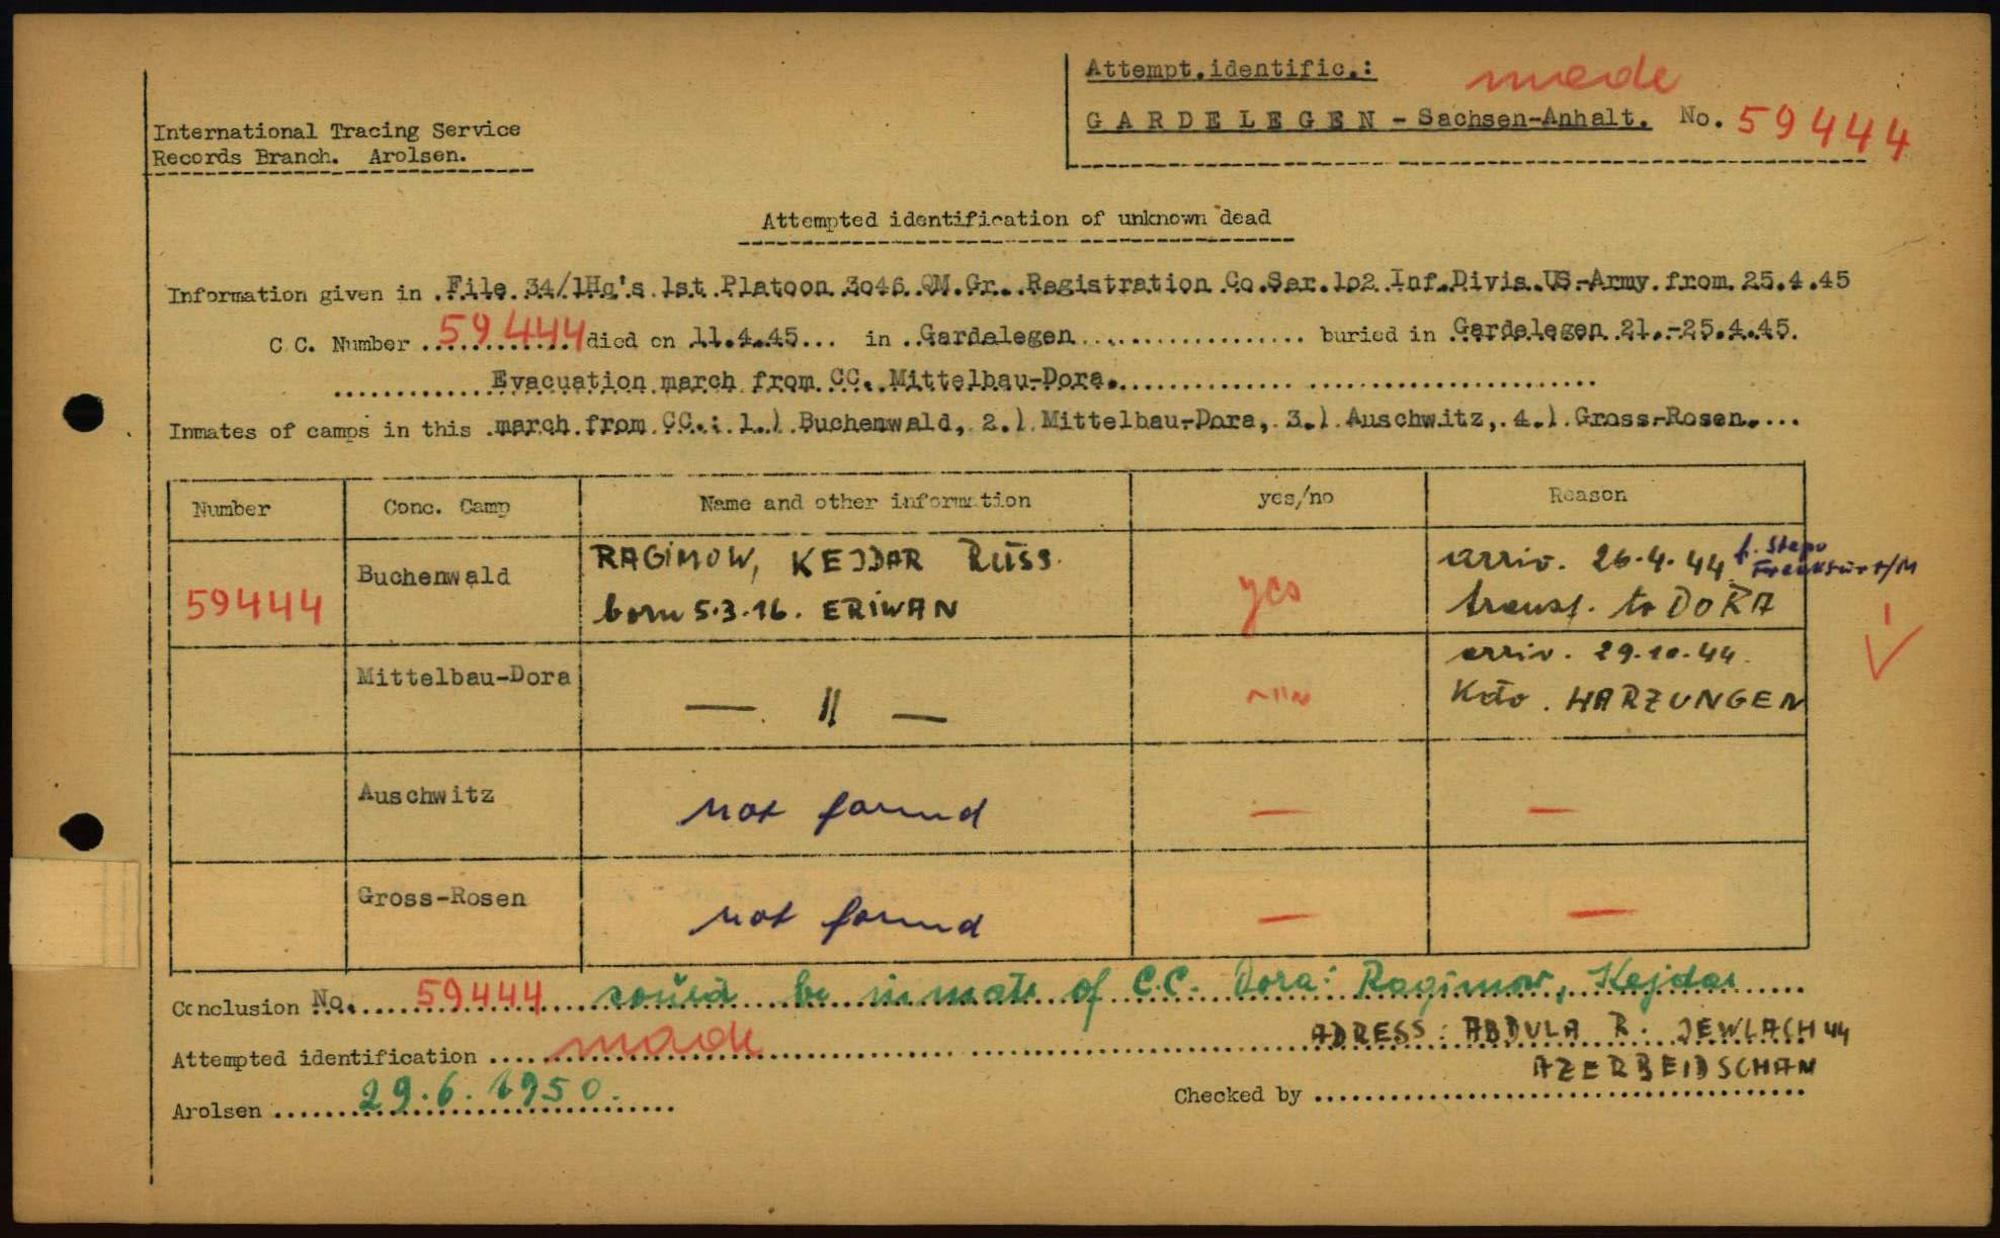 Attempt.identific.: made
GARDELEGEN - Sachsen-Anhalt. No. 59444
International Tracing Service
Records Branch. Arolsen.
Attempted identification of unknown dead
Information given in File 34/1Hq's 1st Platoon 3o46 QM.Gr. Registration Co.Ser.1o2 Inf.Divis.US-Army from 25.4.45
C C. Number 59444 died on 11.4.45... in Gardelegen buried in Gardelegen 21.-25.4.45.
Evacuation march from CC. Mittelbau-Dora.
Inmates of camps in this march from CC.: 1.) Buchenwald, 2.) Mittelbau-Dora, 3.) Auschwitz, 4.) Gross-Rosen.
Number Conc. Camp Name and other information yes/no Reason
59444 Buchenwald RAGIMOW, KEJDAR RUSS. yes arriv. 26.4.44 f. Stapo Frankfurt/M
born 5.3.16. ERIWAN transf. to DORA
Mittelbau-Dora — " — ~"~ arriv. 29.10.44.
Kdo. HARZUNGEN
Auschwitz not found — —
Gross-Rosen not found — —
Conclusion No. 59444 could be inmate of C.C. Dora: Ragimow, Kejdar
Attempted identification made ADRESS: ABDULA R. JEWLACH 44
AZERBEIDSCHAN
Arolsen 29.6.1950. Checked by